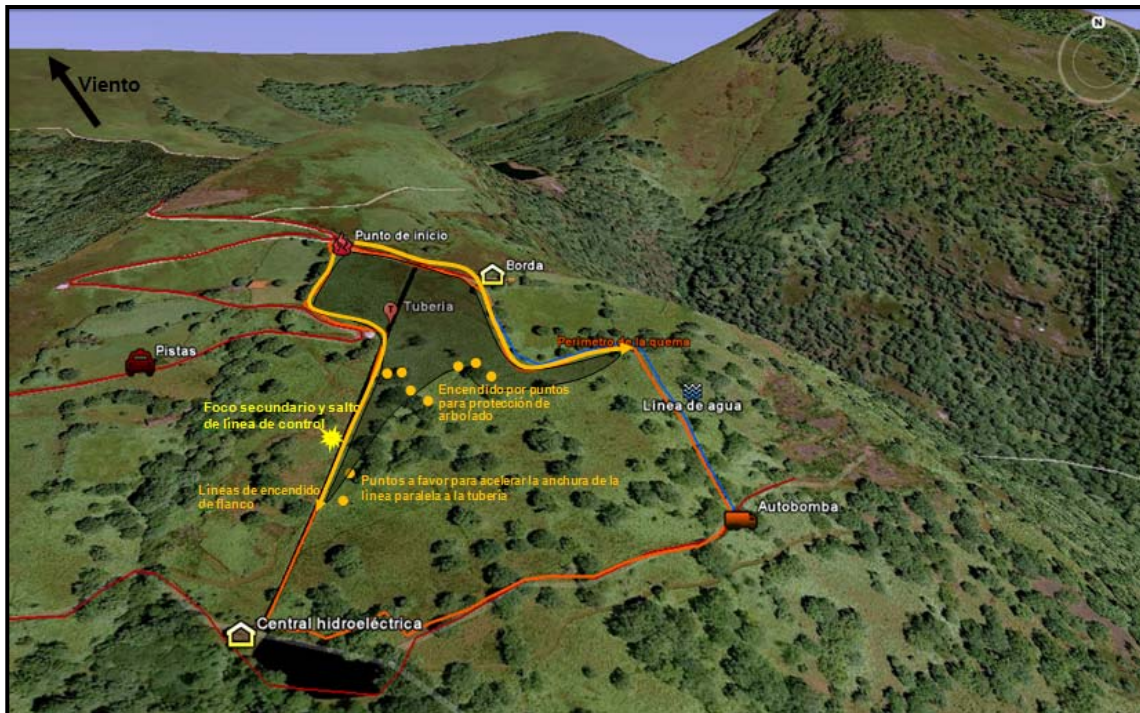 N
Viento
Punto de inicio
Borda
Tubería
T
Perímetro de la quema
Pistas
Encendido por puntos
para protección de
arbolado
Línea de agua
Foco secundario y salto
de línea de control
Puntos a favor para acelerar la anchura de la
línea paralela a la tubería
Líneas de encendido
de flanco
Autobomba
Central hidroeléctrica